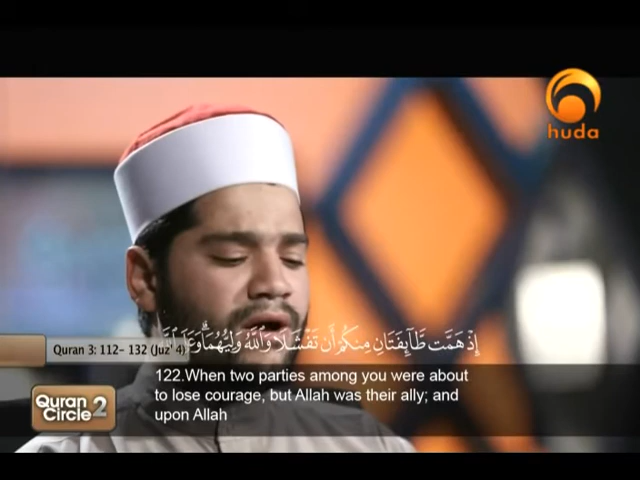 huda
إِذْ هَمَّت طَّآئِفَتَانِ مِنكُمْ أَن تَفْشَلَا وَٱللَّهُ وَلِيُّهُمَا ۗ وَعَلَى ٱللَّهِ
Quran 3: 112- 132 (Juz' 4)
122.When two parties among you were about
to lose courage, but Allah was their ally; and
upon Allah
Quran
Circle 2